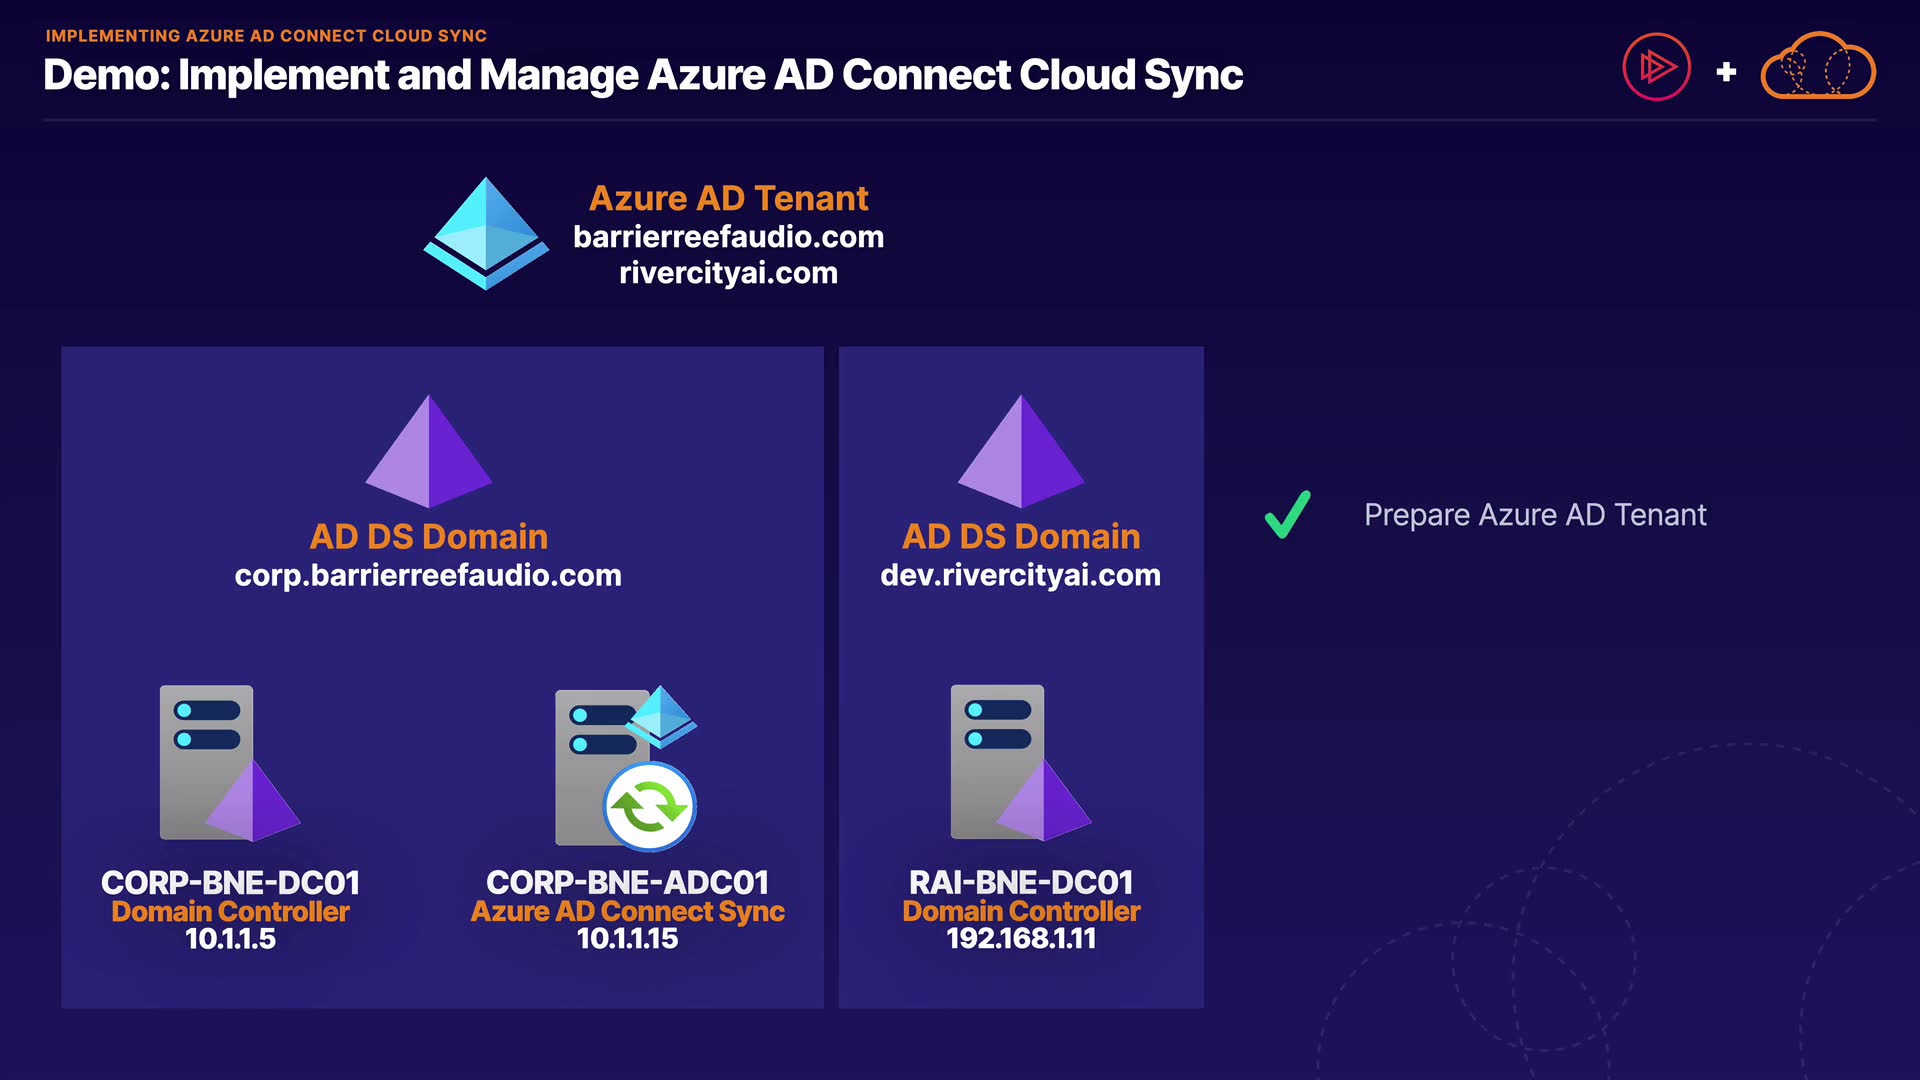 IMPLEMENTING AZURE AD CONNECT CLOUD SYNC
Demo: Implement and Manage Azure AD Connect Cloud Sync
+
Azure AD Tenant
barrierreefaudio.com
rivercityai.com
AD DS Domain
corp.barrierreefaudio.com
AD DS Domain
dev.rivercityai.com
Prepare Azure AD Tenant
CORP-BNE-DC01
Domain Controller
10.1.1.5
CORP-BNE-ADC01
Azure AD Connect Sync
10.1.1.15
RAI-BNE-DC01
Domain Controller
192.168.1.11